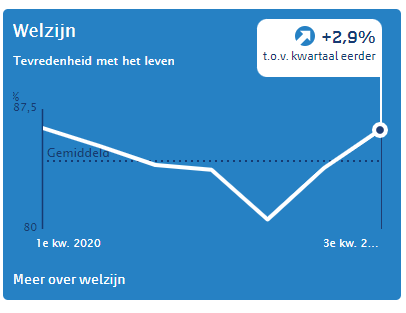 Welzijn
+2,9%
t.o.v. kwartaal eerder
Tevredenheid met het leven
%
87,5
Gemiddeld
80
1e kw. 2020
3e kw. 2...
Meer over welzijn